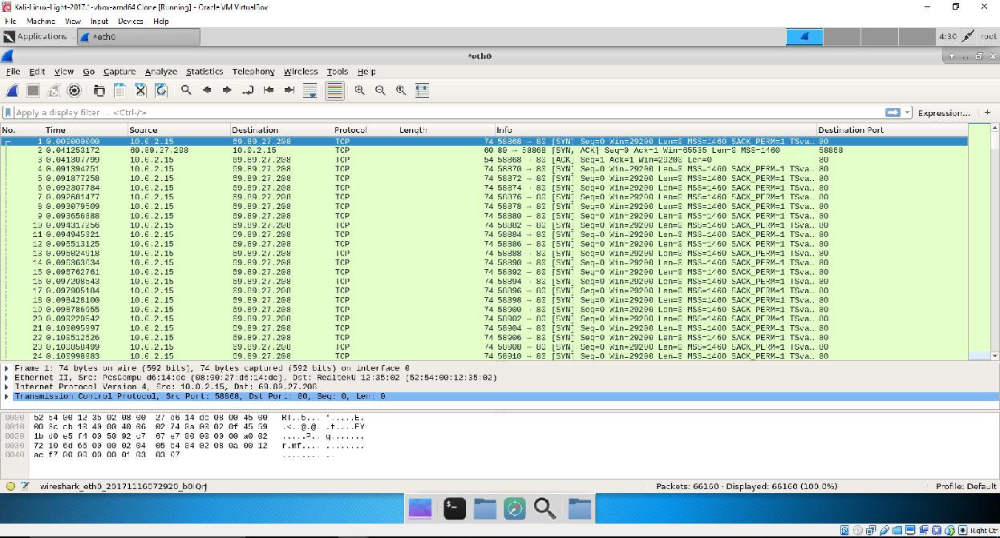 Kali-Linux-Light-2017.1-vbox-amd64 Clone [Running] - Oracle VM VirtualBox
File Machine View Input Devices Help
Applications *eth0 4:30 root
*eth0
File Edit View Go Capture Analyze Statistics Telephony Wireless Tools Help
Apply a display filter ... <Ctrl-/> Expression... +
No. Time Source Destination Protocol Length Info Destination Port
1 0.000000000 10.0.2.15 69.89.27.208 TCP 74 58868 → 80 [SYN] Seq=0 Win=29200 Len=0 MSS=1460 SACK_PERM=1 TSva… 80
2 0.041253172 69.89.27.208 10.0.2.15 TCP 60 80 → 58868 [SYN, ACK] Seq=0 Ack=1 Win=65535 Len=0 MSS=1460 58868
3 0.041307799 10.0.2.15 69.89.27.208 TCP 54 58868 → 80 [ACK] Seq=1 Ack=1 Win=29200 Len=0 80
4 0.091394751 10.0.2.15 69.89.27.208 TCP 74 58870 → 80 [SYN] Seq=0 Win=29200 Len=0 MSS=1460 SACK_PERM=1 TSva… 80
5 0.091877258 10.0.2.15 69.89.27.208 TCP 74 58872 → 80 [SYN] Seq=0 Win=29200 Len=0 MSS=1460 SACK_PERM=1 TSva… 80
6 0.092307784 10.0.2.15 69.89.27.208 TCP 74 58874 → 80 [SYN] Seq=0 Win=29200 Len=0 MSS=1460 SACK_PERM=1 TSva… 80
7 0.092681477 10.0.2.15 69.89.27.208 TCP 74 58876 → 80 [SYN] Seq=0 Win=29200 Len=0 MSS=1460 SACK_PERM=1 TSva… 80
8 0.093079509 10.0.2.15 69.89.27.208 TCP 74 58878 → 80 [SYN] Seq=0 Win=29200 Len=0 MSS=1460 SACK_PERM=1 TSva… 80
9 0.093656888 10.0.2.15 69.89.27.208 TCP 74 58880 → 80 [SYN] Seq=0 Win=29200 Len=0 MSS=1460 SACK_PERM=1 TSva… 80
10 0.094317256 10.0.2.15 69.89.27.208 TCP 74 58882 → 80 [SYN] Seq=0 Win=29200 Len=0 MSS=1460 SACK_PERM=1 TSva… 80
11 0.094945321 10.0.2.15 69.89.27.208 TCP 74 58884 → 80 [SYN] Seq=0 Win=29200 Len=0 MSS=1460 SACK_PERM=1 TSva… 80
12 0.095513125 10.0.2.15 69.89.27.208 TCP 74 58886 → 80 [SYN] Seq=0 Win=29200 Len=0 MSS=1460 SACK_PERM=1 TSva… 80
13 0.096024918 10.0.2.15 69.89.27.208 TCP 74 58888 → 80 [SYN] Seq=0 Win=29200 Len=0 MSS=1460 SACK_PERM=1 TSva… 80
14 0.096363634 10.0.2.15 69.89.27.208 TCP 74 58890 → 80 [SYN] Seq=0 Win=29200 Len=0 MSS=1460 SACK_PERM=1 TSva… 80
15 0.096762761 10.0.2.15 69.89.27.208 TCP 74 58892 → 80 [SYN] Seq=0 Win=29200 Len=0 MSS=1460 SACK_PERM=1 TSva… 80
16 0.097208543 10.0.2.15 69.89.27.208 TCP 74 58894 → 80 [SYN] Seq=0 Win=29200 Len=0 MSS=1460 SACK_PERM=1 TSva… 80
17 0.097905184 10.0.2.15 69.89.27.208 TCP 74 58896 → 80 [SYN] Seq=0 Win=29200 Len=0 MSS=1460 SACK_PERM=1 TSva… 80
18 0.098428100 10.0.2.15 69.89.27.208 TCP 74 58898 → 80 [SYN] Seq=0 Win=29200 Len=0 MSS=1460 SACK_PERM=1 TSva… 80
19 0.098786955 10.0.2.15 69.89.27.208 TCP 74 58900 → 80 [SYN] Seq=0 Win=29200 Len=0 MSS=1460 SACK_PERM=1 TSva… 80
20 0.099220542 10.0.2.15 69.89.27.208 TCP 74 58902 → 80 [SYN] Seq=0 Win=29200 Len=0 MSS=1460 SACK_PERM=1 TSva… 80
21 0.100095997 10.0.2.15 69.89.27.208 TCP 74 58904 → 80 [SYN] Seq=0 Win=29200 Len=0 MSS=1460 SACK_PERM=1 TSva… 80
22 0.100512526 10.0.2.15 69.89.27.208 TCP 74 58906 → 80 [SYN] Seq=0 Win=29200 Len=0 MSS=1460 SACK_PERM=1 TSva… 80
23 0.100858499 10.0.2.15 69.89.27.208 TCP 74 58908 → 80 [SYN] Seq=0 Win=29200 Len=0 MSS=1460 SACK_PERM=1 TSva… 80
24 0.100998983 10.0.2.15 69.89.27.208 TCP 74 58910 → 80 [SYN] Seq=0 Win=29200 Len=0 MSS=1460 SACK_PERM=1 TSva… 80
Frame 1: 74 bytes on wire (592 bits), 74 bytes captured (592 bits) on interface 0
Ethernet II, Src: PcsCompu_d6:14:dc (08:00:27:d6:14:dc), Dst: RealtekU_12:35:02 (52:54:00:12:35:02)
Internet Protocol Version 4, Src: 10.0.2.15, Dst: 69.89.27.208
Transmission Control Protocol, Src Port: 58868, Dst Port: 80, Seq: 0, Len: 0
0000 52 54 00 12 35 02 08 00 27 d6 14 dc 08 00 45 00 RT..5... '.....E.
0010 00 3c cb 10 40 00 40 06 02 74 0a 00 02 0f 45 59 .<..@.@. .t....EY
0020 1b d0 e5 f4 00 50 92 c7 67 e7 00 00 00 00 a0 02 .....P.. g.......
0030 72 10 6d 66 00 00 02 04 05 b4 04 02 08 0a 00 12 r.mf.... ........
0040 ac f7 00 00 00 00 01 03 03 07 ........ ..
wireshark_eth0_20171116072920_b0lQrJ Packets: 66160 · Displayed: 66160 (100.0%) Profile: Default
Right Ctrl